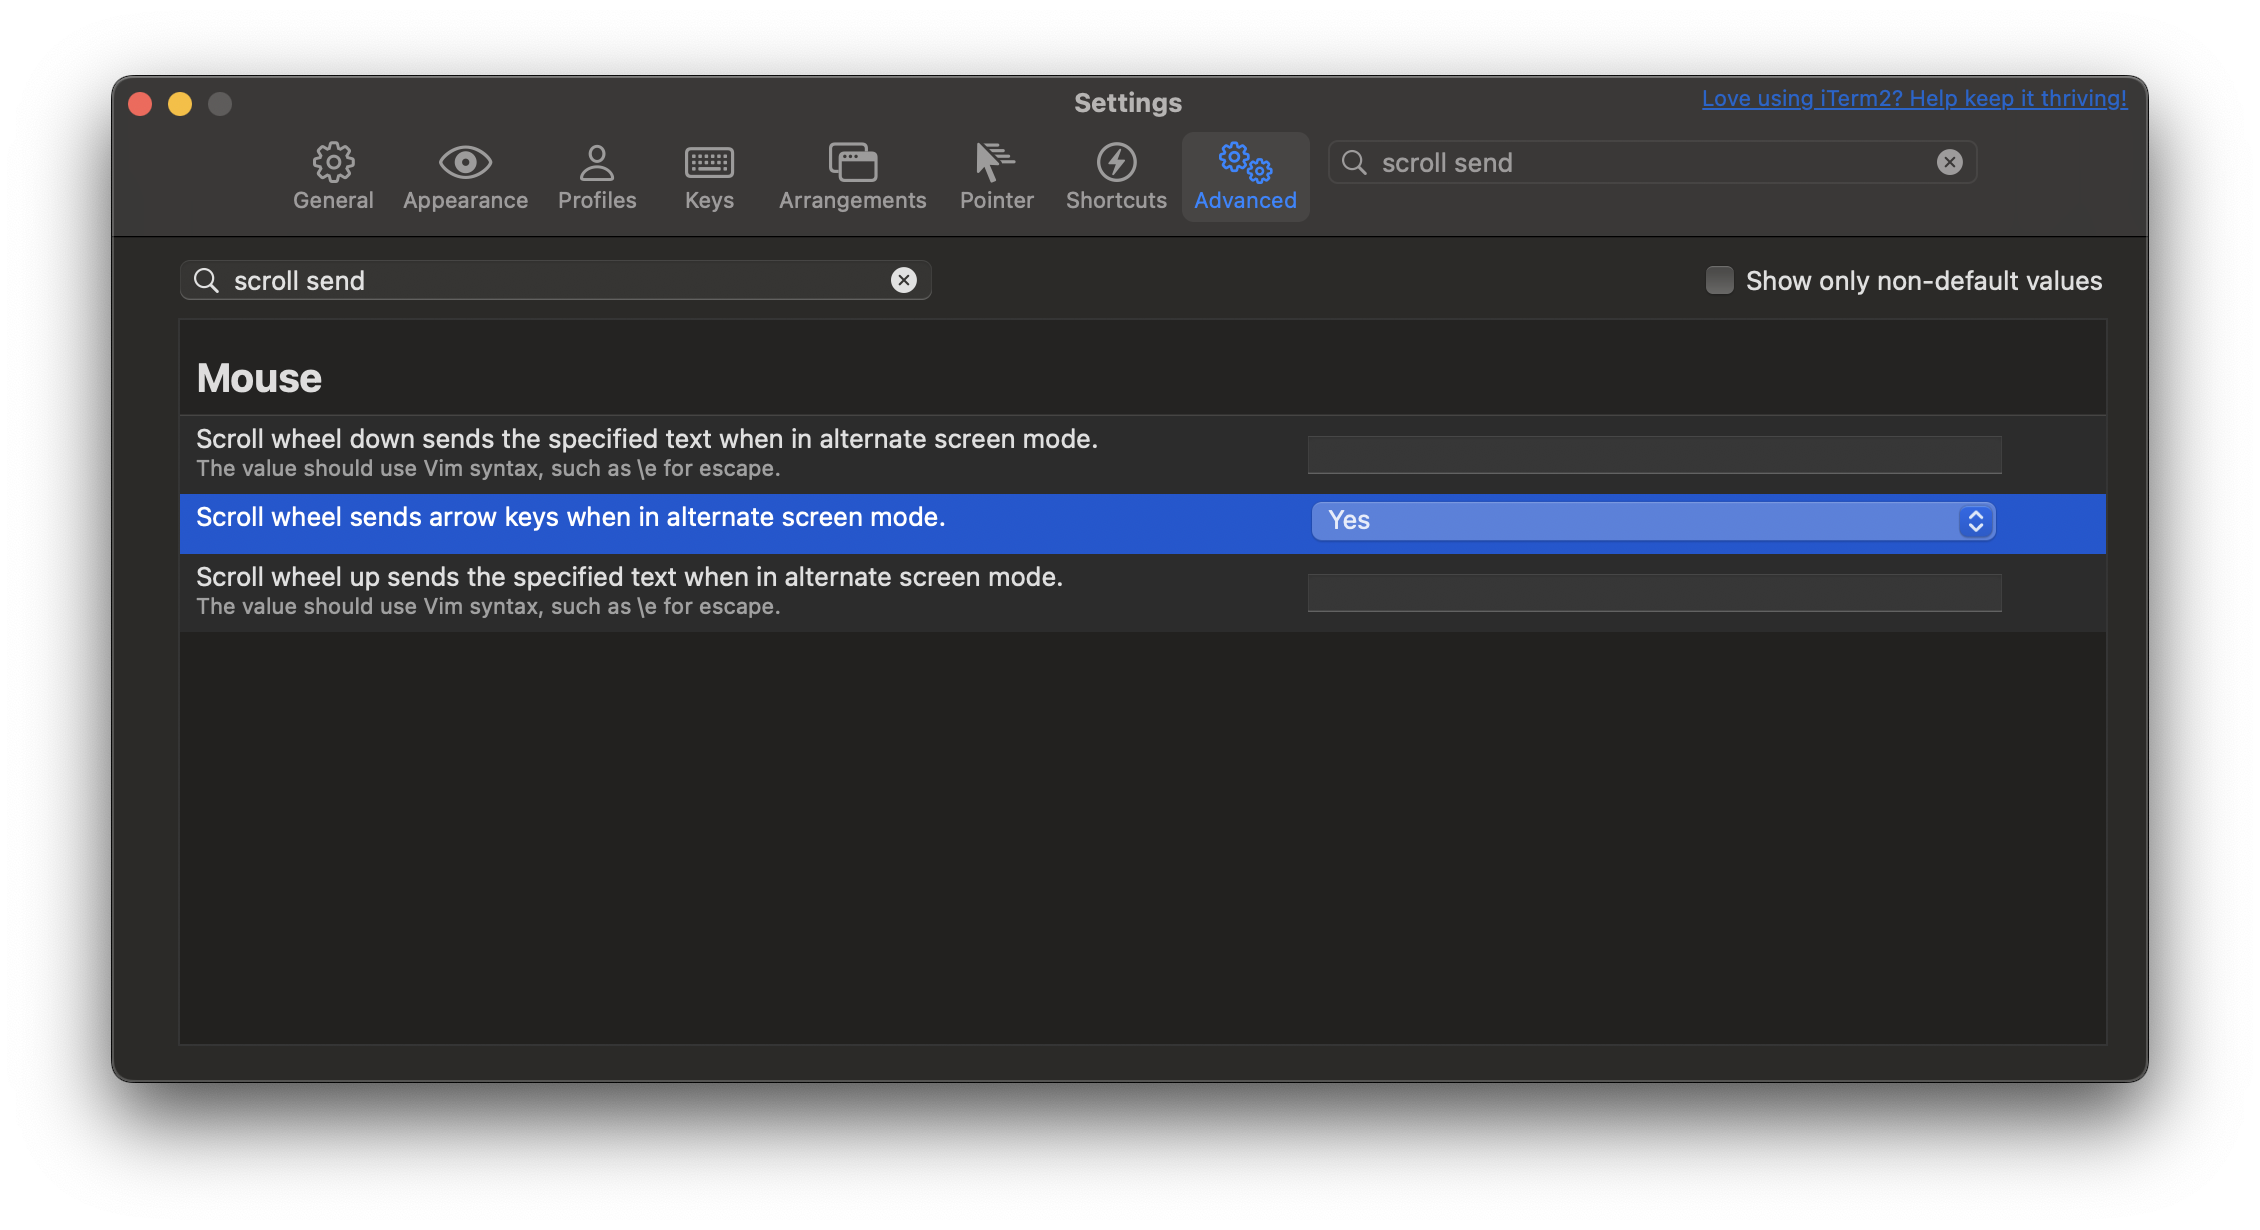 Settings
Love using iTerm2? Help keep it thriving!
General
Appearance
Profiles
Keys
Arrangements
Pointer
Shortcuts
Advanced
scroll send
scroll send
Show only non-default values
Mouse
Scroll wheel down sends the specified text when in alternate screen mode.
The value should use Vim syntax, such as \e for escape.
Scroll wheel sends arrow keys when in alternate screen mode.
Yes
Scroll wheel up sends the specified text when in alternate screen mode.
The value should use Vim syntax, such as \e for escape.